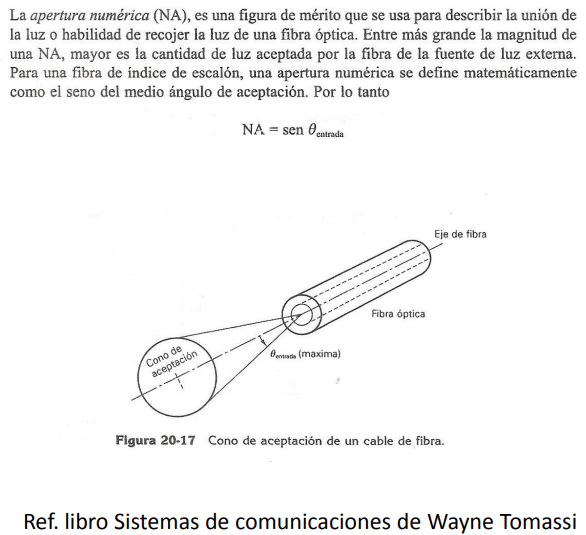 La apertura numérica (NA), es una figura de mérito que se usa para describir la unión de
la luz o habilidad de recojer la luz de una fibra óptica. Entre más grande la magnitud de
una NA, mayor es la cantidad de luz aceptada por la fibra de la fuente de luz externa.
Para una fibra de índice de escalón, una apertura numérica se define matemáticamente
como el seno del medio ángulo de aceptación. Por lo tanto
NA = sen θentrada
Eje de fibra
Fibra óptica
θentrada (maxima)
Cono de
aceptación
Figura 20-17 Cono de aceptación de un cable de fibra.
Ref. libro Sistemas de comunicaciones de Wayne Tomassi